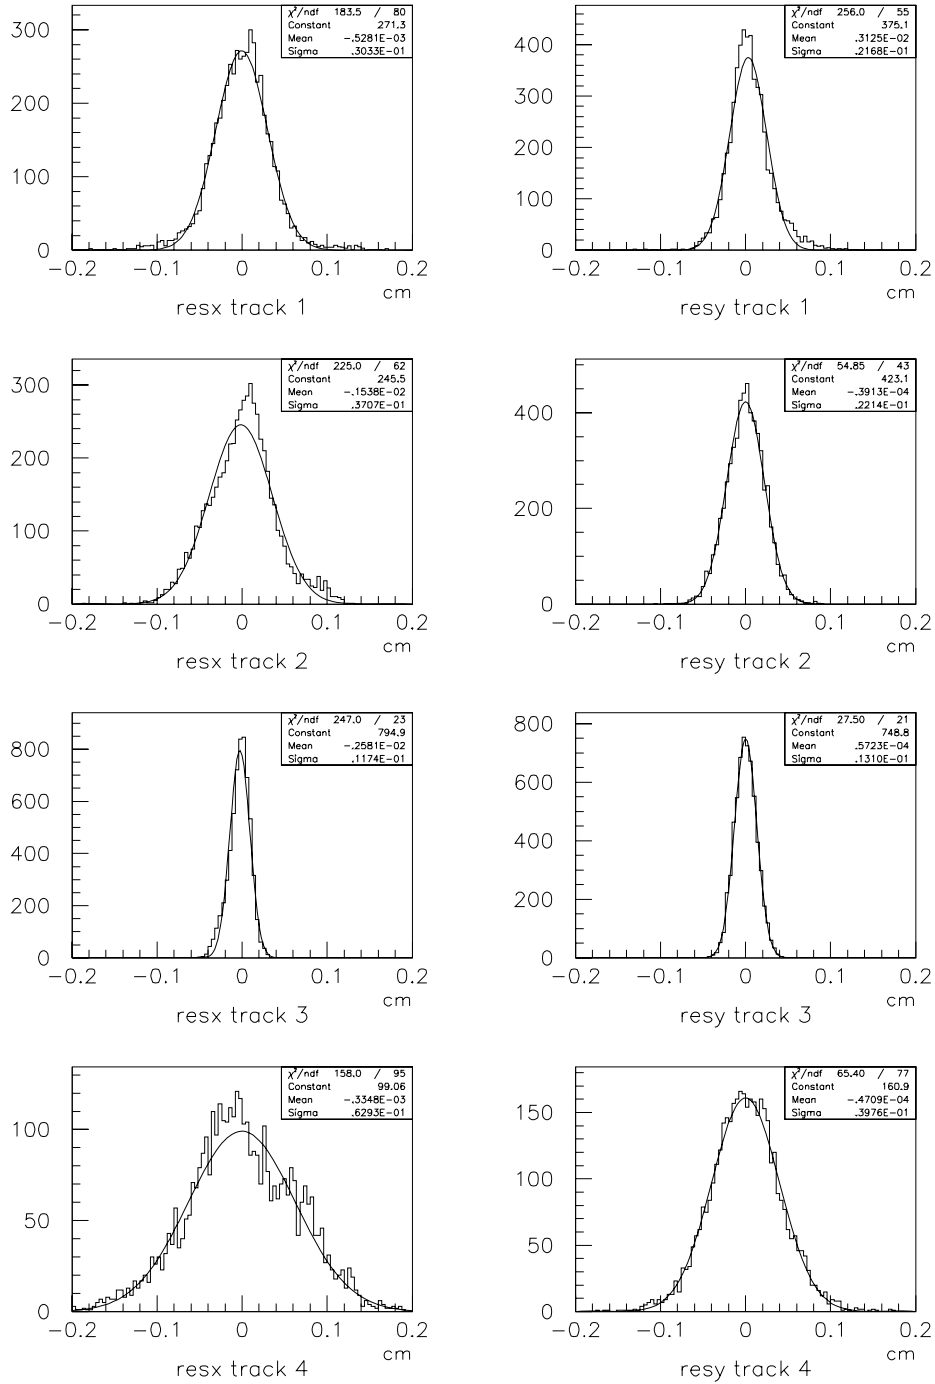 χ²/ndf 183.5 / 80
Constant 271.3
Mean -.5281E-03
Sigma .3033E-01
300
200
100
0
-0.2 -0.1 0 0.1 0.2
cm
resx track 1
χ²/ndf 256.0 / 55
Constant 375.1
Mean .3125E-02
Sigma .2168E-01
400
300
200
100
0
-0.2 -0.1 0 0.1 0.2
cm
resy track 1
χ²/ndf 225.0 / 62
Constant 245.5
Mean -.1538E-02
Sigma .3707E-01
300
200
100
0
-0.2 -0.1 0 0.1 0.2
cm
resx track 2
χ²/ndf 54.85 / 43
Constant 423.1
Mean -.3913E-04
Sigma .2214E-01
400
200
0
-0.2 -0.1 0 0.1 0.2
cm
resy track 2
χ²/ndf 247.0 / 23
Constant 794.9
Mean -.2581E-02
Sigma .1174E-01
800
600
400
200
0
-0.2 -0.1 0 0.1 0.2
cm
resx track 3
χ²/ndf 27.50 / 21
Constant 748.8
Mean .5723E-04
Sigma .1310E-01
800
600
400
200
0
-0.2 -0.1 0 0.1 0.2
cm
resy track 3
χ²/ndf 158.0 / 95
Constant 99.06
Mean -.3348E-03
Sigma .6293E-01
100
50
0
-0.2 -0.1 0 0.1 0.2
cm
resx track 4
χ²/ndf 65.40 / 77
Constant 160.9
Mean -.4709E-04
Sigma .3976E-01
150
100
50
0
-0.2 -0.1 0 0.1 0.2
cm
resy track 4